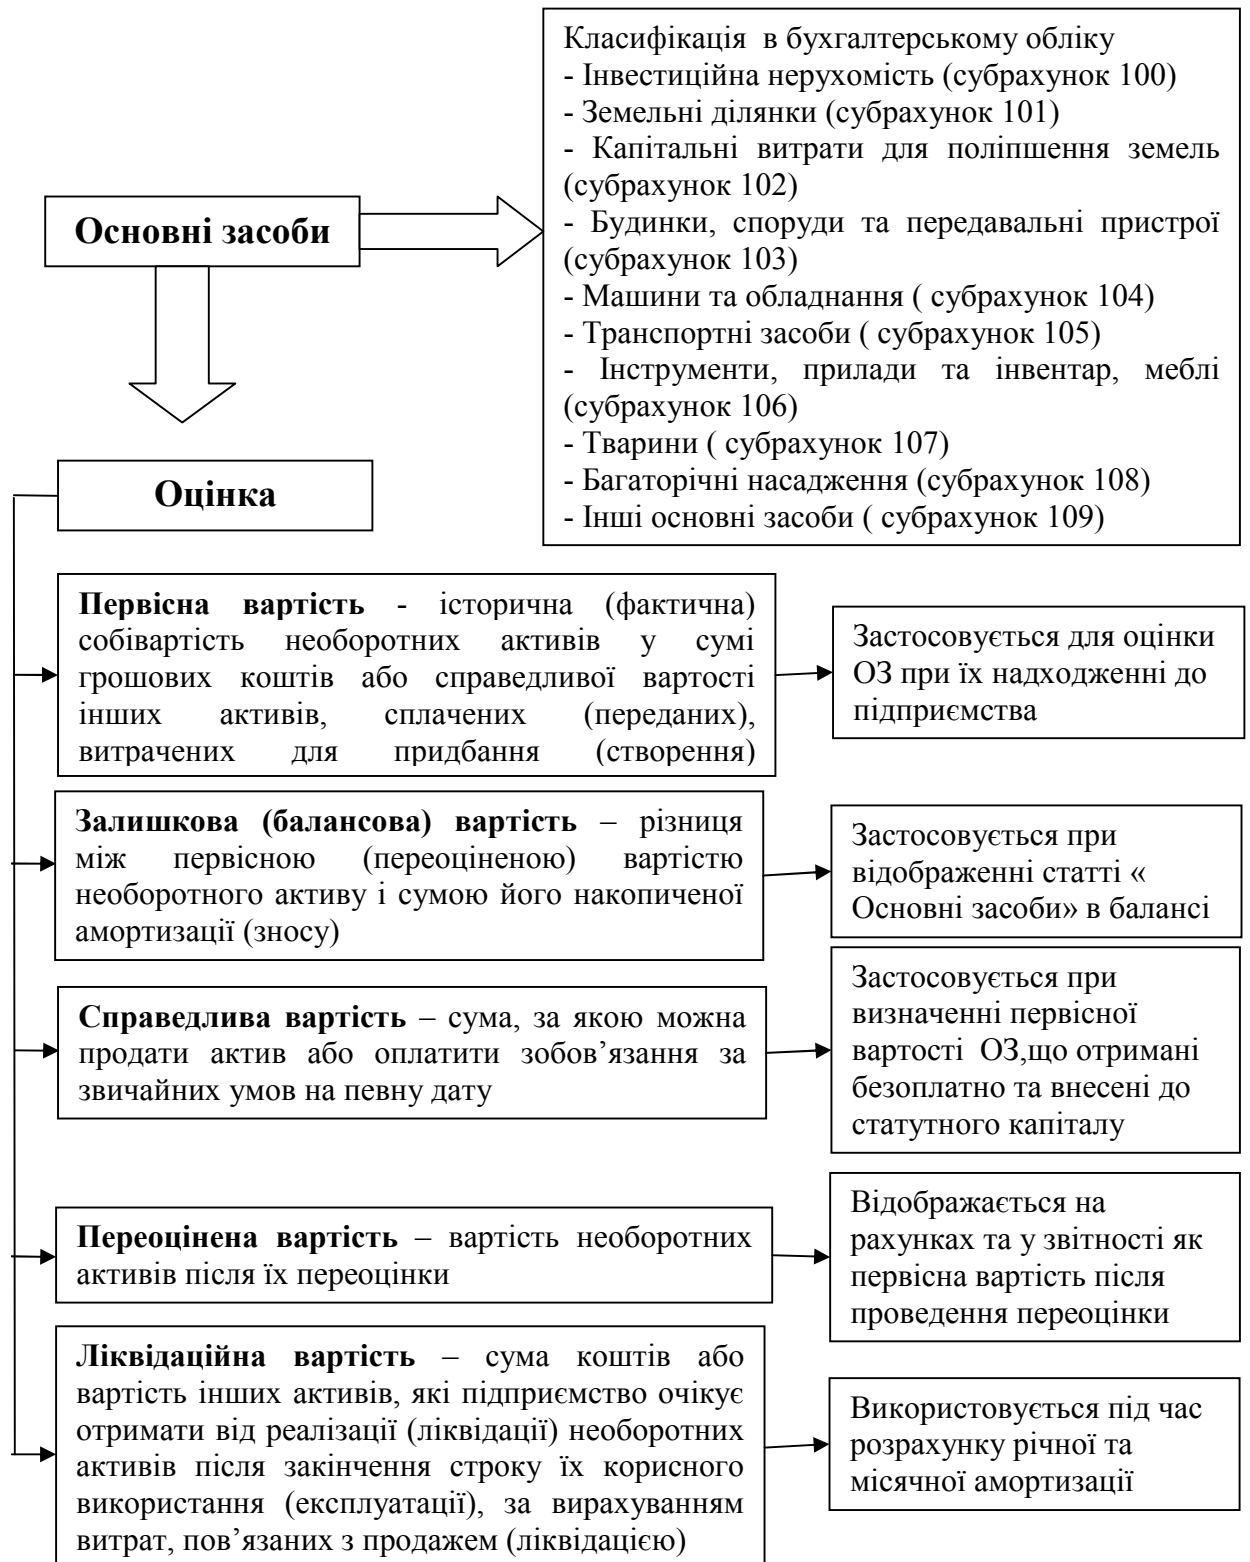 Класифікація в бухгалтерському обліку
- Інвестиційна нерухомість (субрахунок 100)
- Земельні ділянки (субрахунок 101)
- Капітальні витрати для поліпшення земель
(субрахунок 102)
- Будинки, споруди та передавальні пристрої
(субрахунок 103)
- Машини та обладнання ( субрахунок 104)
- Транспортні засоби ( субрахунок 105)
- Інструменти, прилади та інвентар, меблі
(субрахунок 106)
- Тварини ( субрахунок 107)
- Багаторічні насадження (субрахунок 108)
- Інші основні засоби ( субрахунок 109)
Основні засоби
Оцінка
Первісна вартість - історична (фактична)
собівартість необоротних активів у сумі
грошових коштів або справедливої вартості
інших активів, сплачених (переданих),
витрачених для придбання (створення)
Застосовується для оцінки
ОЗ при їх надходженні до
підприємства
Залишкова (балансова) вартість – різниця
між первісною (переоціненою) вартістю
необоротного активу і сумою його накопиченої
амортизації (зносу)
Застосовується при
відображенні статті «
Основні засоби» в балансі
Справедлива вартість – сума, за якою можна
продати актив або оплатити зобов’язання за
звичайних умов на певну дату
Застосовується при
визначенні первісної
вартості ОЗ,що отримані
безоплатно та внесені до
статутного капіталу
Переоцінена вартість – вартість необоротних
активів після їх переоцінки
Відображається на
рахунках та у звітності як
первісна вартість після
проведення переоцінки
Ліквідаційна вартість – сума коштів або
вартість інших активів, які підприємство очікує
отримати від реалізації (ліквідації) необоротних
активів після закінчення строку їх корисного
використання (експлуатації), за вирахуванням
витрат, пов’язаних з продажем (ліквідацією)
Використовується під час
розрахунку річної та
місячної амортизації